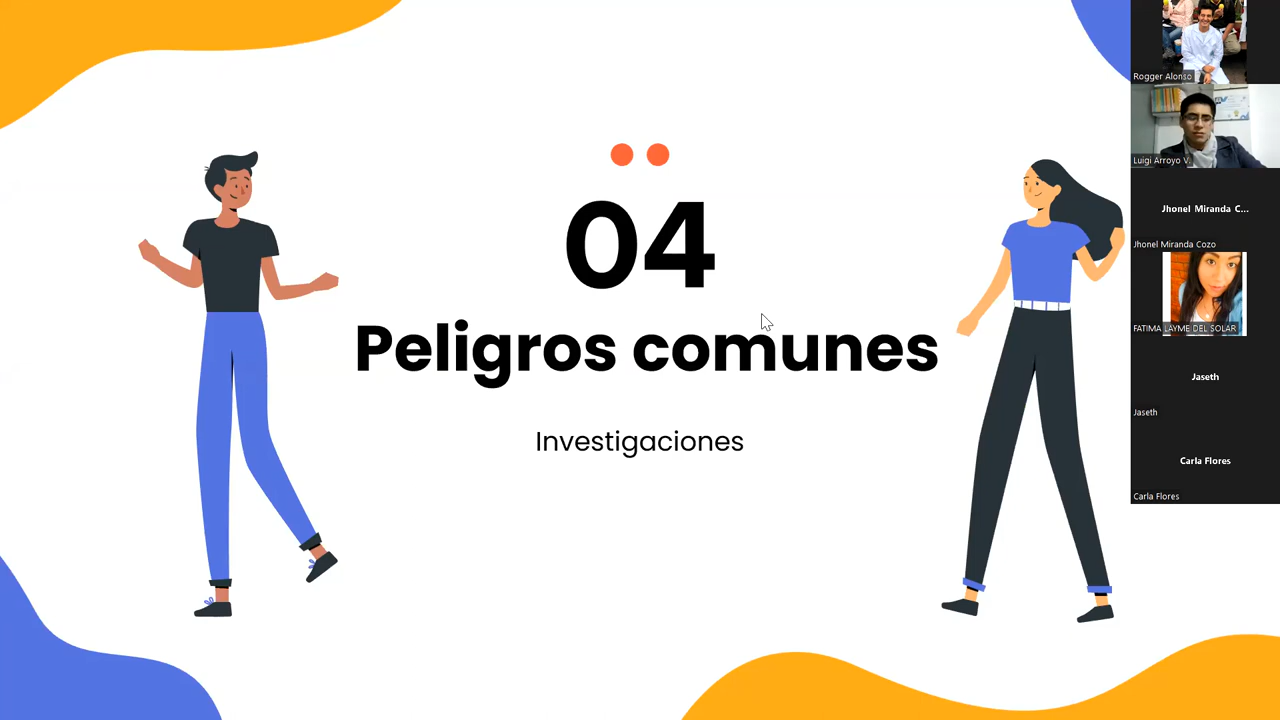 04
Peligros comunes
Investigaciones
Rogger Alonso
Luigi Arroyo V.
Jhonel Miranda C...
Jhonel Miranda Cozo
FATIMA LAYME DEL SOLAR
Jaseth
Jaseth
Carla Flores
Carla Flores